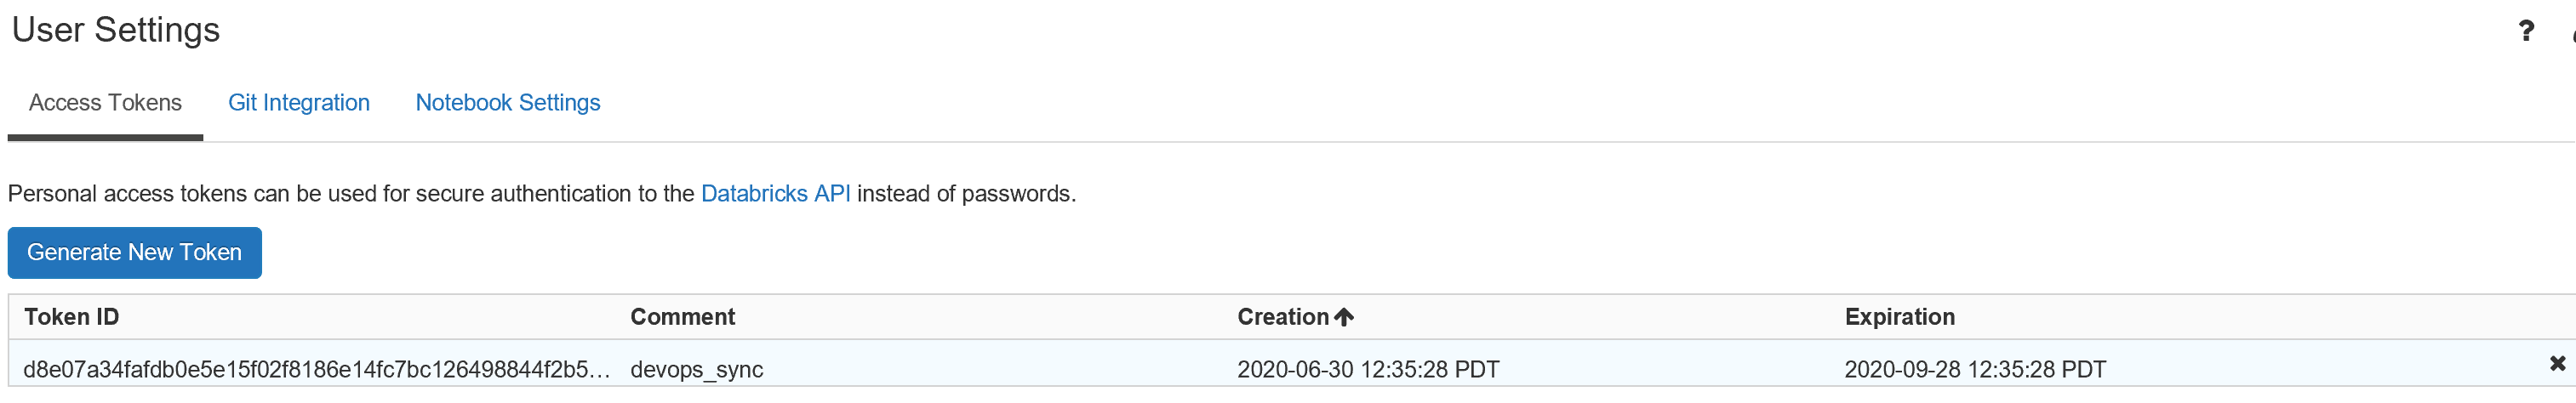 User Settings
?
Access Tokens Git Integration Notebook Settings
Personal access tokens can be used for secure authentication to the Databricks API instead of passwords.
Generate New Token
Token ID Comment Creation Expiration
d8e07a34fafdb0e5e15f02f8186e14fc7bc126498844f2b5... devops_sync 2020-06-30 12:35:28 PDT 2020-09-28 12:35:28 PDT